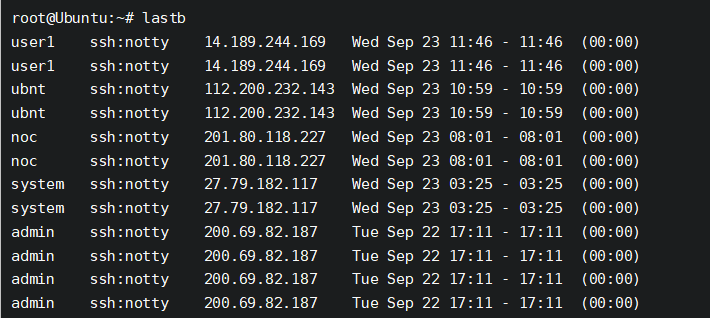 root@Ubuntu:~# lastb
user1    ssh:notty    14.189.244.169   Wed Sep 23 11:46 - 11:46  (00:00)
user1    ssh:notty    14.189.244.169   Wed Sep 23 11:46 - 11:46  (00:00)
ubnt     ssh:notty    112.200.232.143  Wed Sep 23 10:59 - 10:59  (00:00)
ubnt     ssh:notty    112.200.232.143  Wed Sep 23 10:59 - 10:59  (00:00)
noc      ssh:notty    201.80.118.227   Wed Sep 23 08:01 - 08:01  (00:00)
noc      ssh:notty    201.80.118.227   Wed Sep 23 08:01 - 08:01  (00:00)
system   ssh:notty    27.79.182.117    Wed Sep 23 03:25 - 03:25  (00:00)
system   ssh:notty    27.79.182.117    Wed Sep 23 03:25 - 03:25  (00:00)
admin    ssh:notty    200.69.82.187    Tue Sep 22 17:11 - 17:11  (00:00)
admin    ssh:notty    200.69.82.187    Tue Sep 22 17:11 - 17:11  (00:00)
admin    ssh:notty    200.69.82.187    Tue Sep 22 17:11 - 17:11  (00:00)
admin    ssh:notty    200.69.82.187    Tue Sep 22 17:11 - 17:11  (00:00)